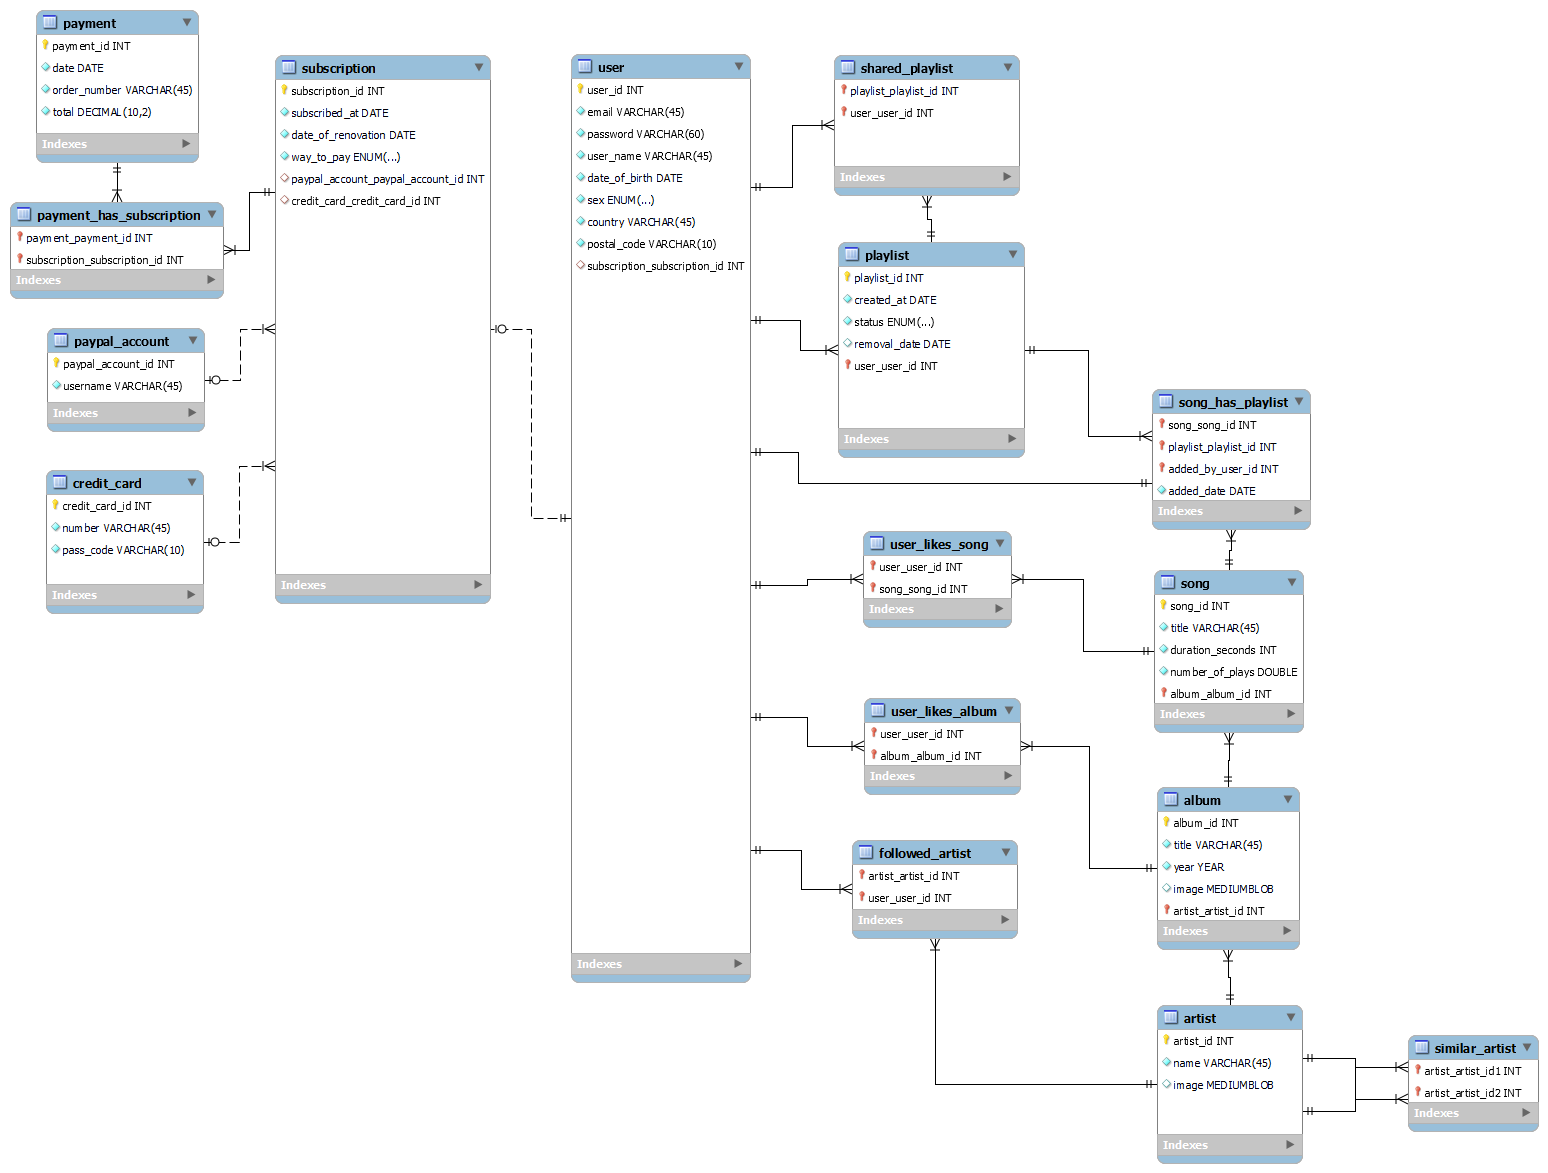 payment
payment_id INT
date DATE
order_number VARCHAR(45)
total DECIMAL(10,2)
Indexes
payment_has_subscription
payment_payment_id INT
subscription_subscription_id INT
Indexes
paypal_account
paypal_account_id INT
username VARCHAR(45)
Indexes
credit_card
credit_card_id INT
number VARCHAR(45)
pass_code VARCHAR(10)
Indexes
subscription
subscription_id INT
subscribed_at DATE
date_of_renovation DATE
way_to_pay ENUM(...)
paypal_account_paypal_account_id INT
credit_card_credit_card_id INT
Indexes
user
user_id INT
email VARCHAR(45)
password VARCHAR(60)
user_name VARCHAR(45)
date_of_birth DATE
sex ENUM(...)
country VARCHAR(45)
postal_code VARCHAR(10)
subscription_subscription_id INT
Indexes
shared_playlist
playlist_playlist_id INT
user_user_id INT
Indexes
playlist
playlist_id INT
created_at DATE
status ENUM(...)
removal_date DATE
user_user_id INT
Indexes
song_has_playlist
song_song_id INT
playlist_playlist_id INT
added_by_user_id INT
added_date DATE
Indexes
user_likes_song
user_user_id INT
song_song_id INT
Indexes
song
song_id INT
title VARCHAR(45)
duration_seconds INT
number_of_plays DOUBLE
album_album_id INT
Indexes
user_likes_album
user_user_id INT
album_album_id INT
Indexes
album
album_id INT
title VARCHAR(45)
year YEAR
image MEDIUMBLOB
artist_artist_id INT
Indexes
followed_artist
artist_artist_id INT
user_user_id INT
Indexes
artist
artist_id INT
name VARCHAR(45)
image MEDIUMBLOB
Indexes
similar_artist
artist_artist_id1 INT
artist_artist_id2 INT
Indexes